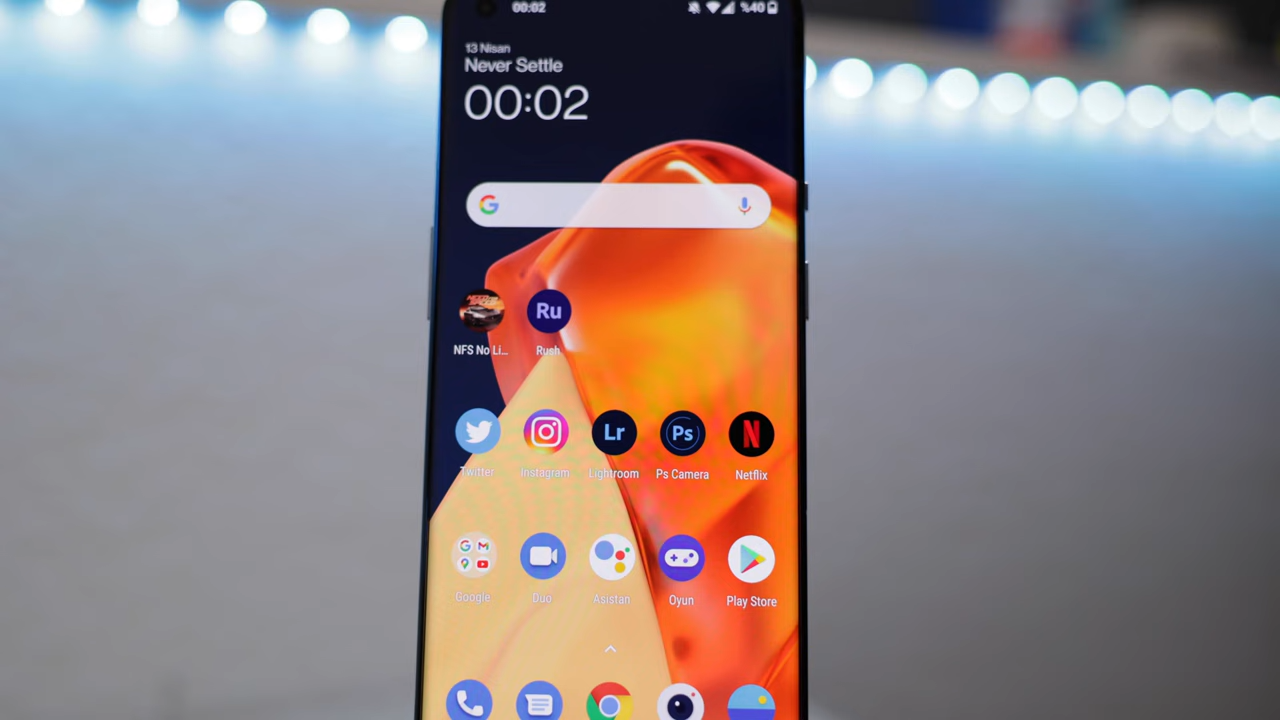 00:02 %40
13 Nisan
Never Settle
00:02
NFS No Li...
Ru
Rush
Lr
Ps
Twitter
Instagram
Lightroom
Ps Camera
Netflix
Google
Duo
Asistan
Oyun
Play Store